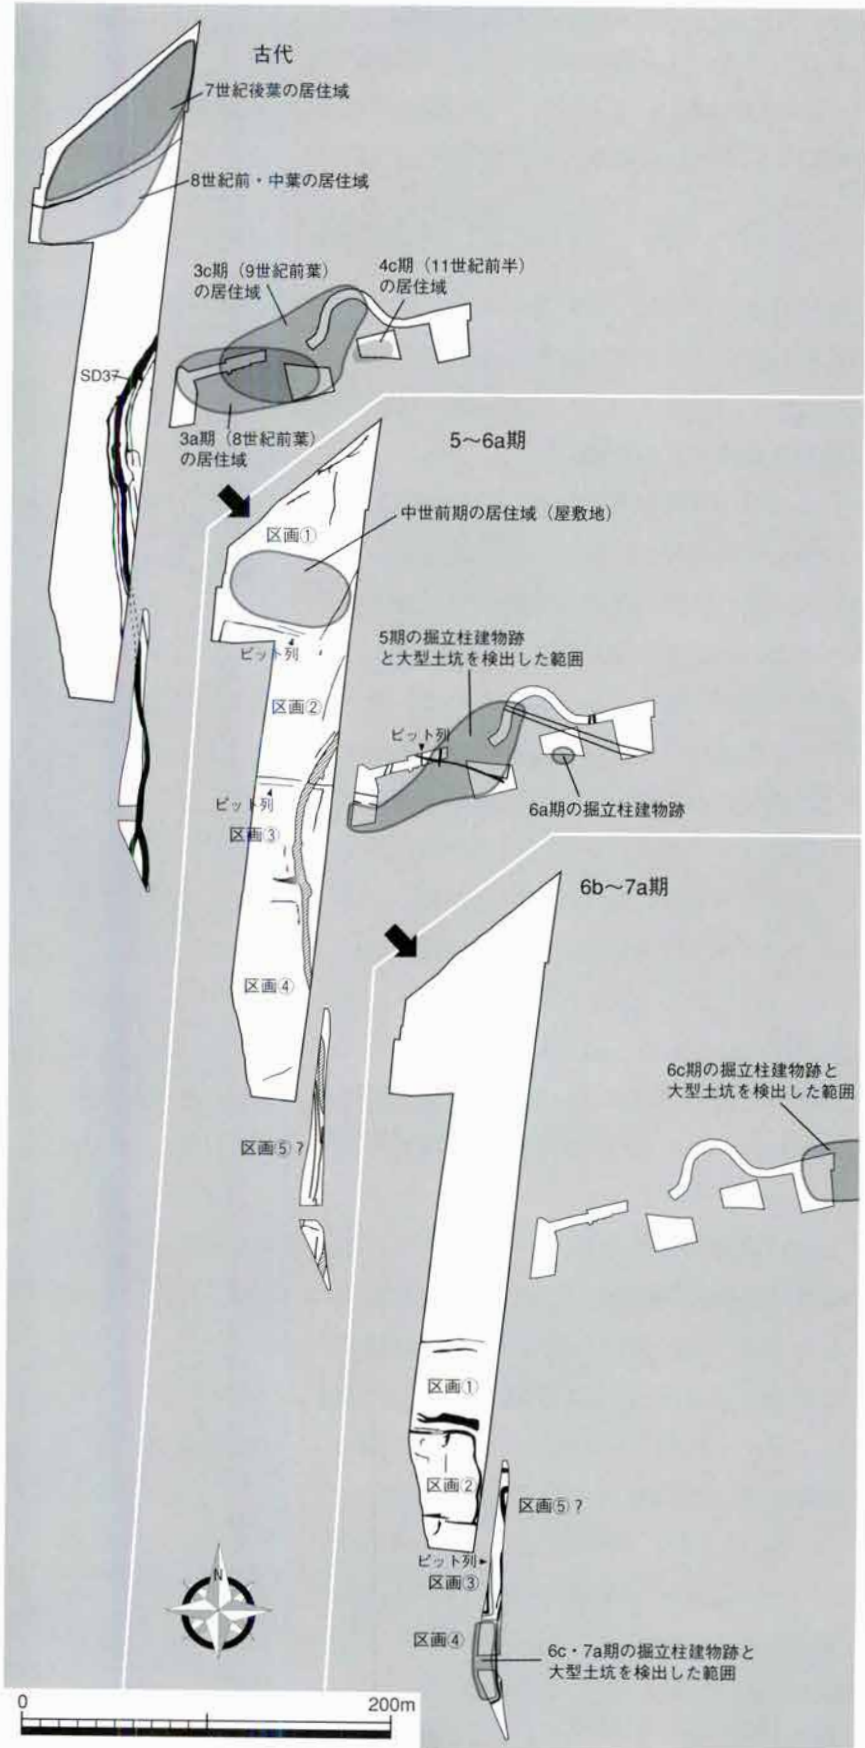 古代
7世紀後葉の居住域
8世紀前・中葉の居住域
3c期（9世紀前葉）
の居住域
4c期（11世紀前半）
の居住域
SD37
3a期（8世紀前葉）
の居住域
5～6a期
区画①
中世前期の居住域（屋敷地）
ピット列
5期の掘立柱建物跡
と大型土坑を検出した範囲
区画②
ピット列
ピット列
6a期の掘立柱建物跡
区画③
6b～7a期
区画④
6c期の掘立柱建物跡と
大型土坑を検出した範囲
区画⑤？
区画①
区画②
区画⑤？
ピット列
区画③
N
区画④
6c・7a期の掘立柱建物跡と
大型土坑を検出した範囲
0
200m